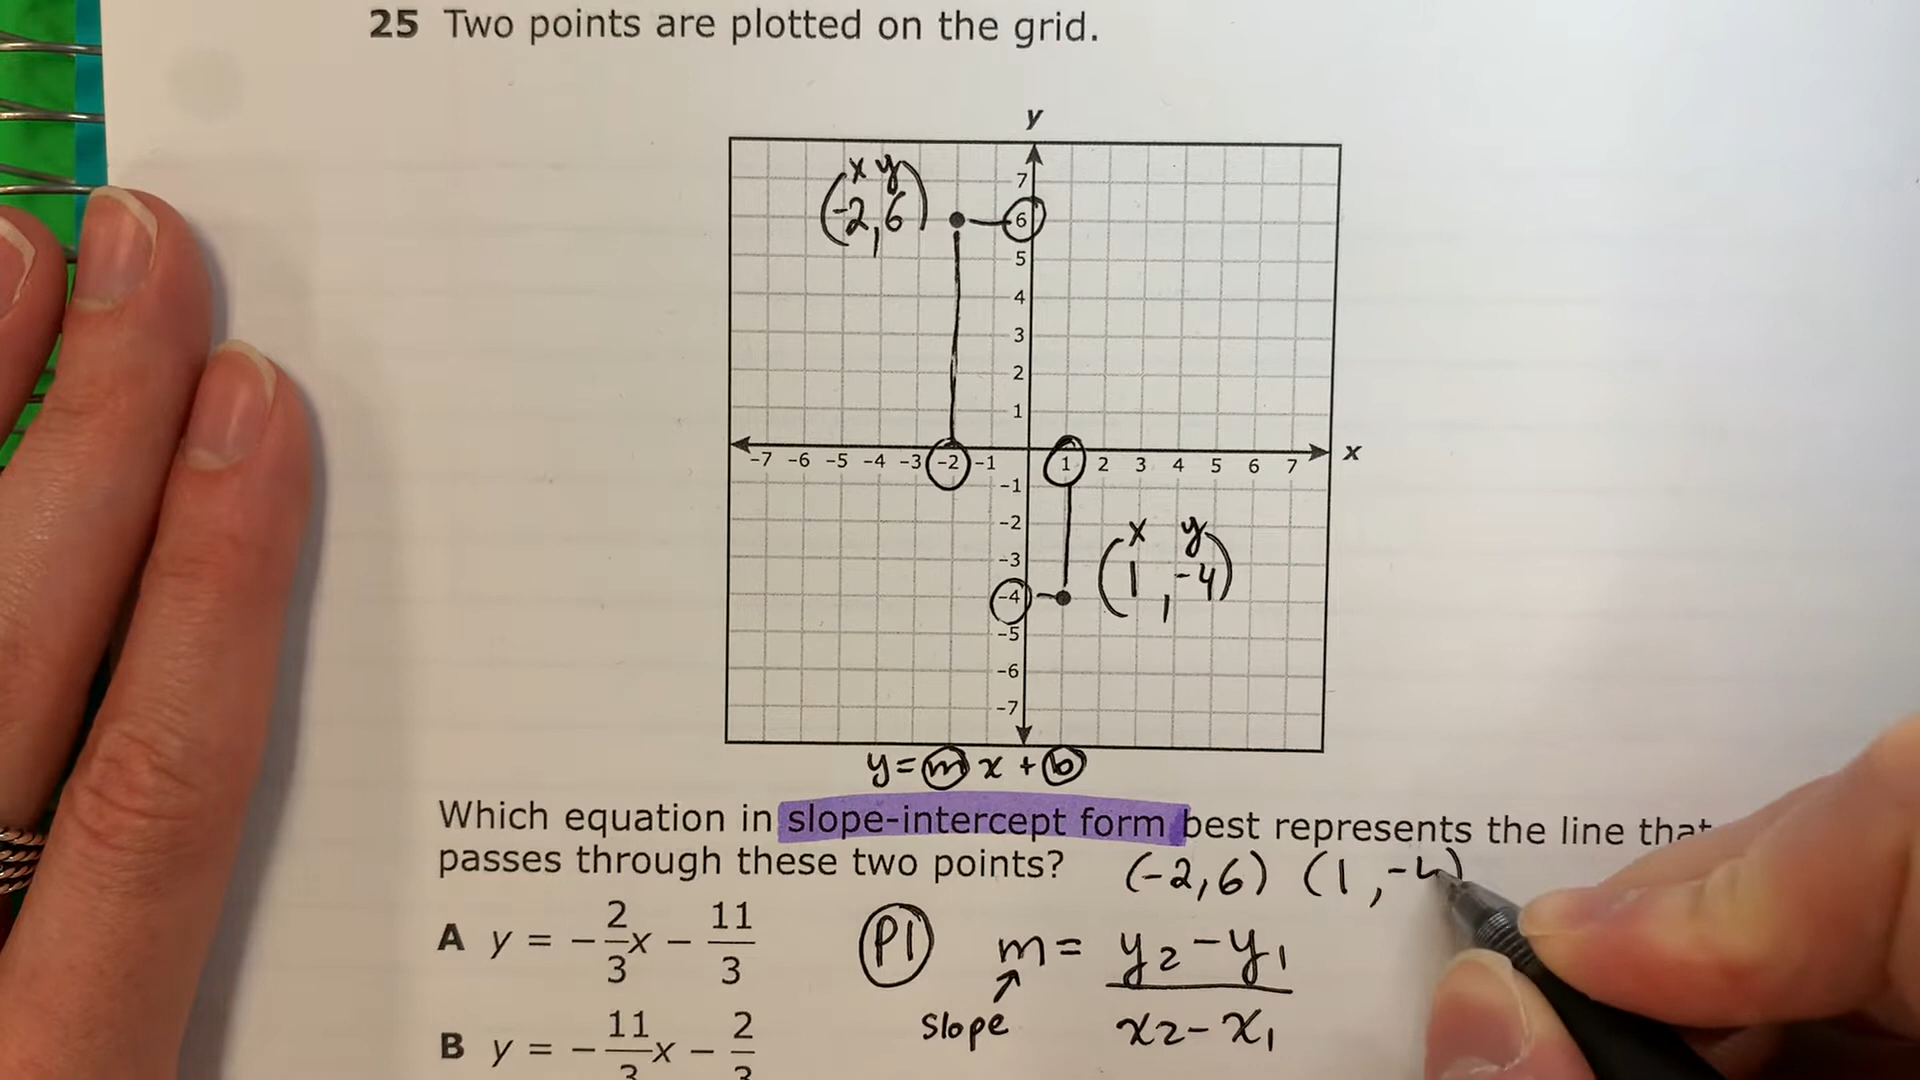 25 Two points are plotted on the grid.
y
x y
(-2, 6)
7
6
5
4
3
2
1
-7 -6 -5 -4 -3 -2 -1 1 2 3 4 5 6 7 x
-1
-2
-3
-4
-5
-6
-7
x y
(1, -4)
y = m x + b
Which equation in slope-intercept form best represents the line that
passes through these two points? (-2, 6) (1, -4)
A y = -2/3x - 11/3
P1 m = y2 - y1 / x2 - x1
slope
B y = -11/3x - 2/3